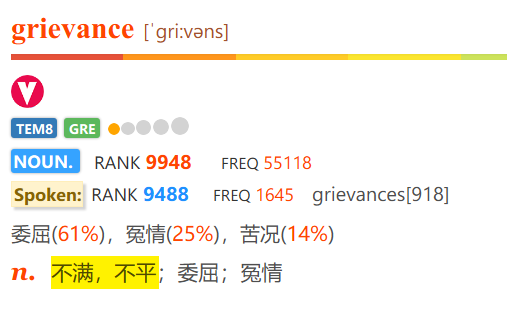 grievance [ˈgriːvəns]
TEM8 GRE
NOUN. RANK 9948 FREQ 55118
Spoken: RANK 9488 FREQ 1645 grievances[918]
委屈(61%)，冤情(25%)，苦况(14%)
n. 不满，不平；委屈；冤情